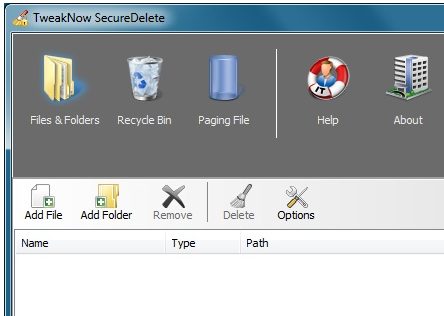 TweakNow SecureDelete
Files & Folders Recycle Bin Paging File Help About
IT
Add File Add Folder Remove Delete Options
Name Type Path